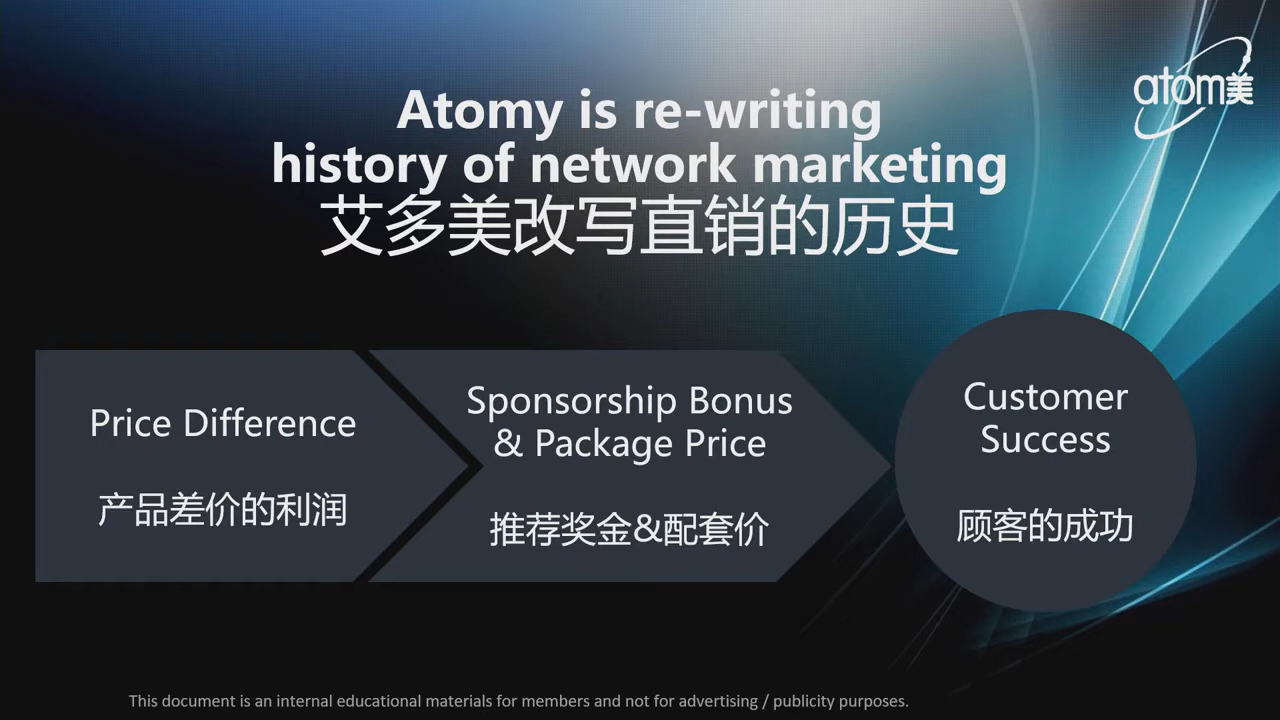 atom美
Atomy is re-writing
history of network marketing
艾多美改写直销的历史
Price Difference
产品差价的利润
Sponsorship Bonus
& Package Price
推荐奖金&配套价
Customer
Success
顾客的成功
This document is an internal educational materials for members and not for advertising / publicity purposes.